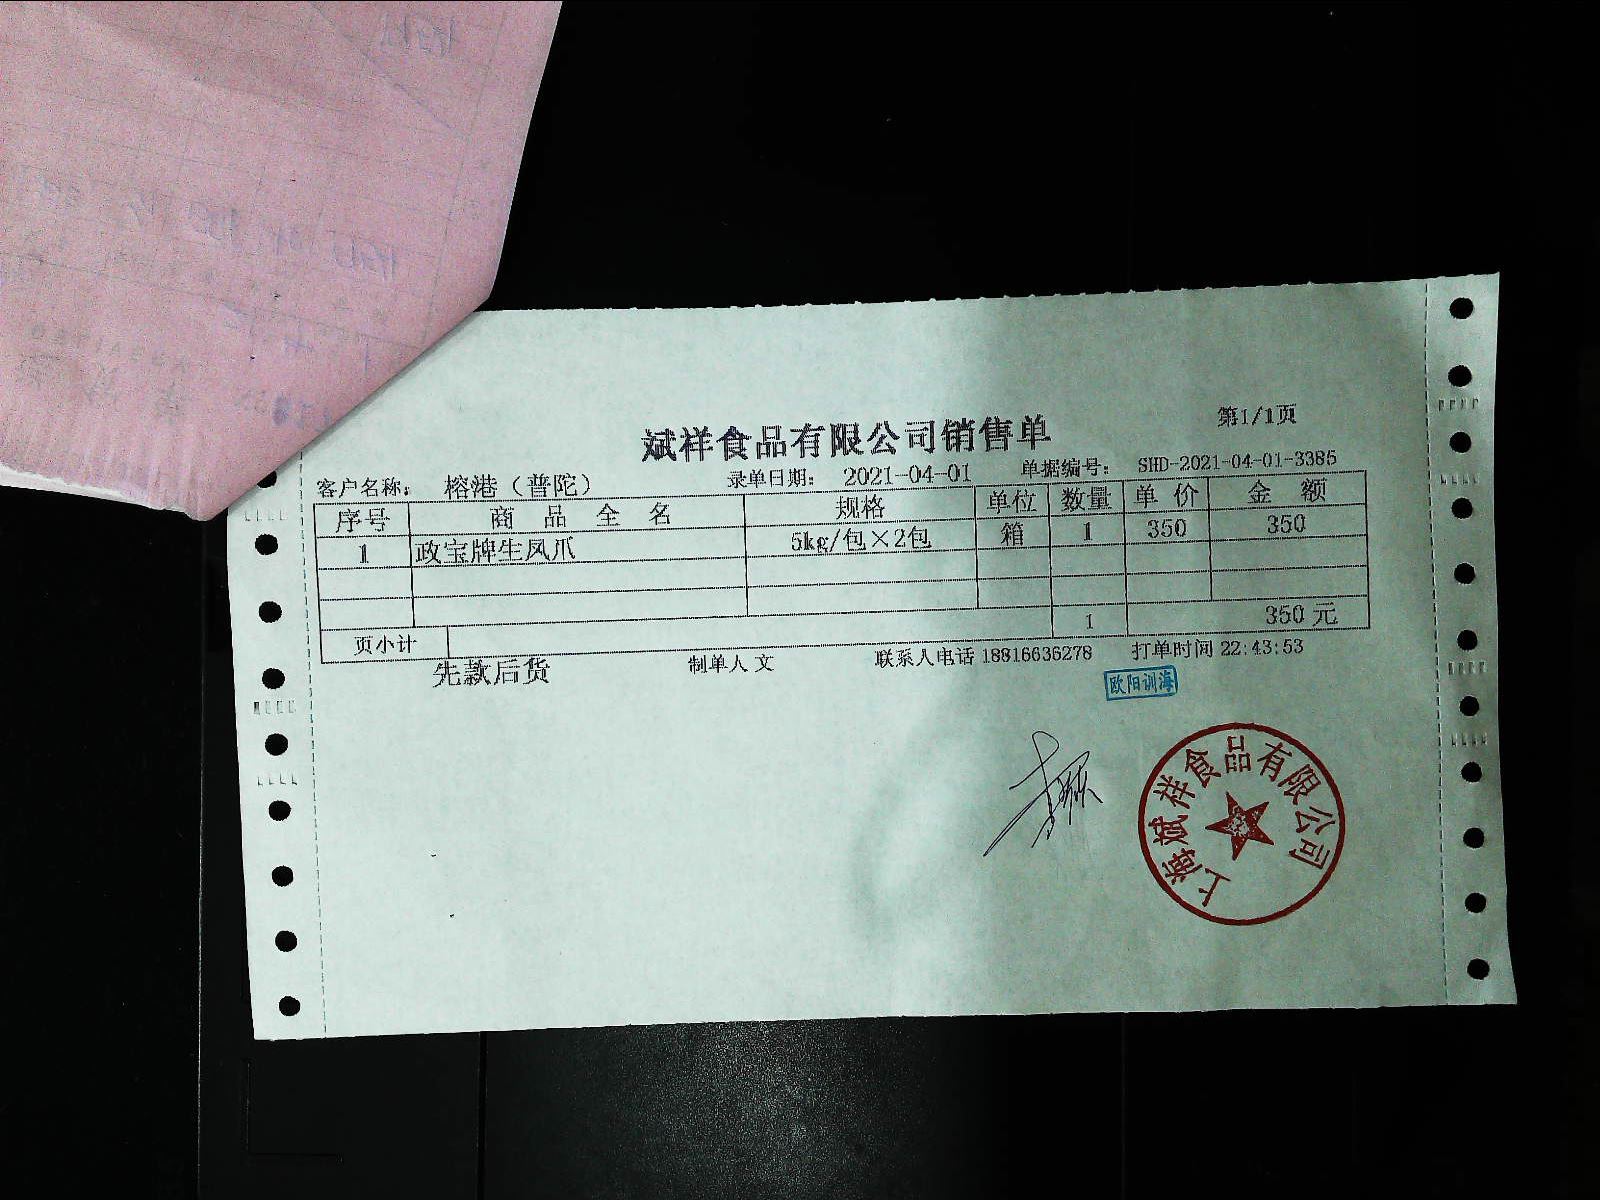 斌祥食品有限公司销售单
第1/1页
客户名称: 榕港（普陀） 录单日期: 2021-04-01 单据编号: SHD-2021-04-01-3385
序号 商品全名 规格 单位 数量 单价 金额
1 政宝牌生凤爪 5kg/包×2包 箱 1 350 350
页小计 1 350元
先款后货 制单人 文 联系人电话 18816636278 打单时间 22:43:53
欧阳训海
上海斌祥食品有限公司